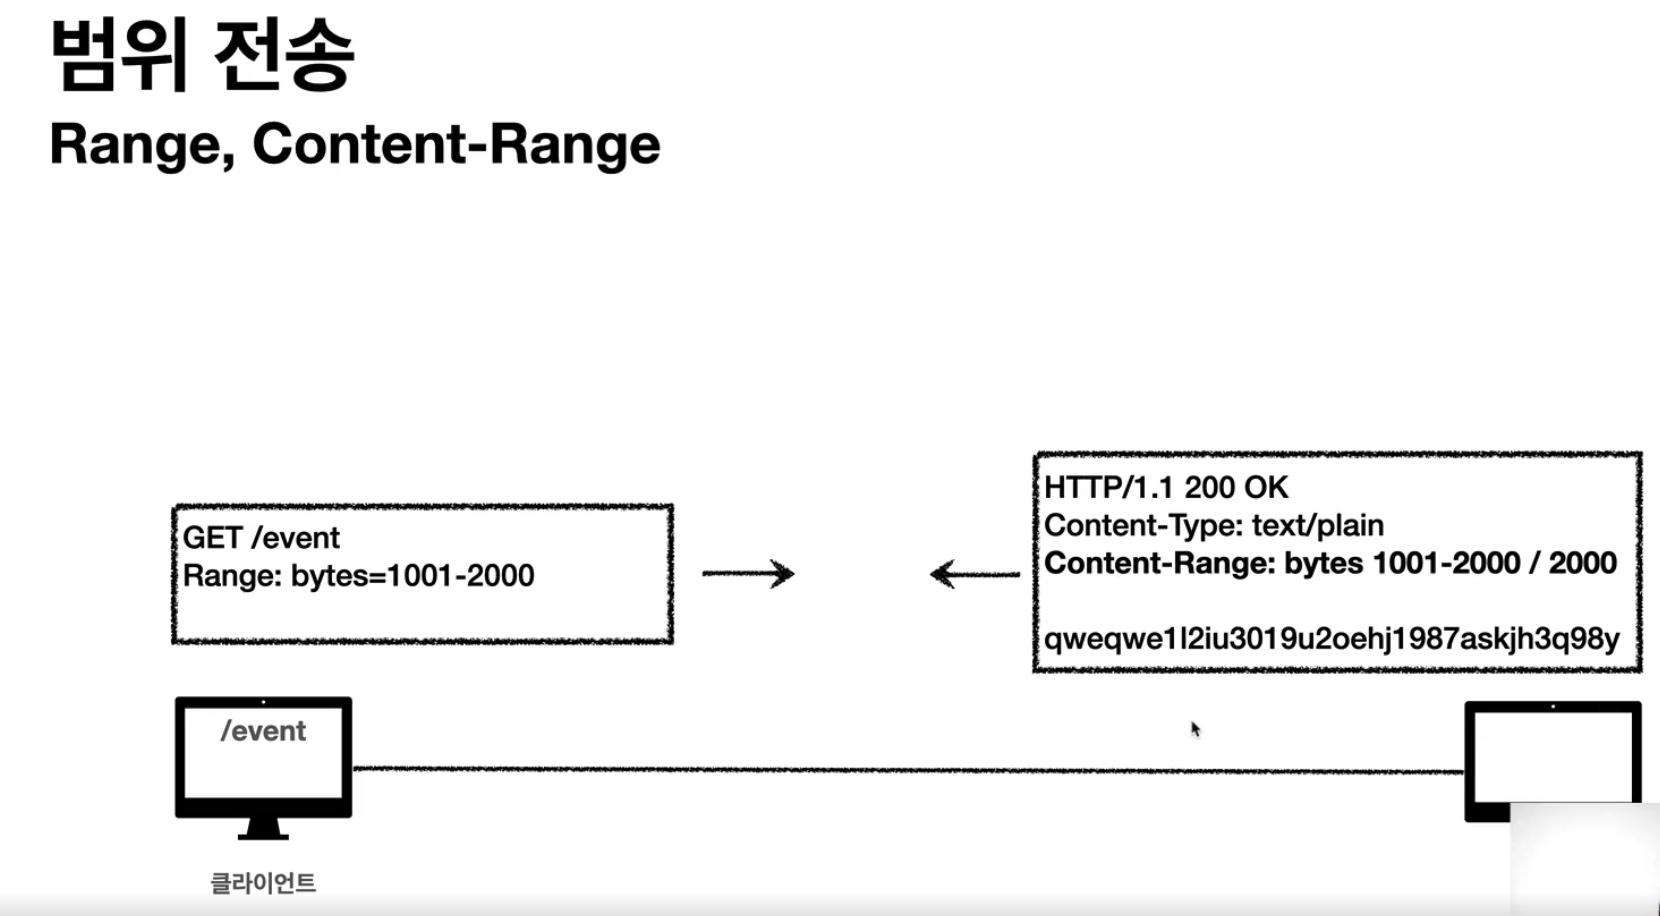 범위 전송
Range, Content-Range
GET /event
Range: bytes=1001-2000
HTTP/1.1 200 OK
Content-Type: text/plain
Content-Range: bytes 1001-2000 / 2000
qweqwe1l2iu3019u2oehj1987askjh3q98y
/event
클라이언트